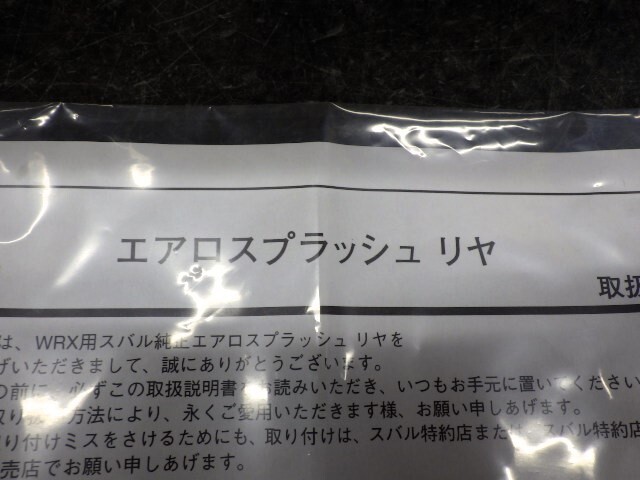 エアロスプラッシュ リヤ
取扱
は、WRX用スバル純正エアロスプラッシュ リヤを
げいただきまして、誠にありがとうございます。
の前に、必ずこの取扱説明書をお読みいただき、いつもお手元に置いてください
取り扱 方法により、永くご愛用いただきます様、お願い申しあげます。
り付けミスをさけるためにも、取り付けは、スバル特約店または、スバル特約店
売店でお願い申しあげます。